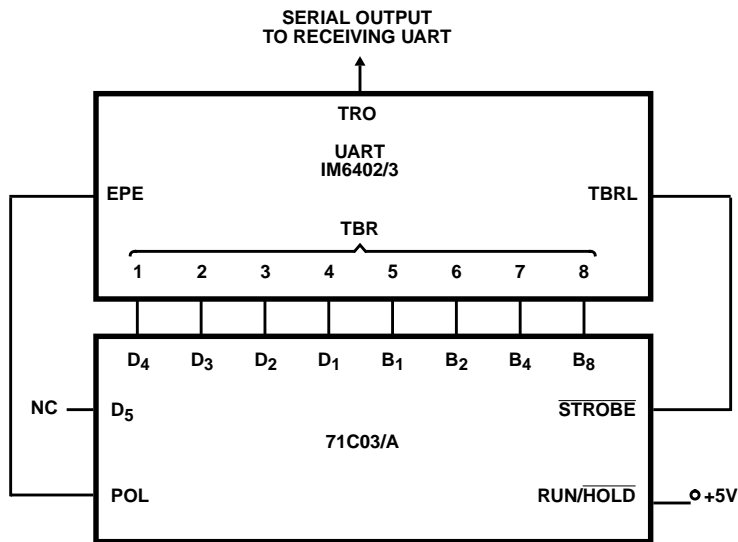 SERIAL OUTPUT
TO RECEIVING UART
TRO
UART
IM6402/3
EPE
TBRL
TBR
1 2 3 4 5 6 7 8
D4 D3 D2 D1 B1 B2 B4 B8
NC
D5
STROBE
71C03/A
POL
RUN/HOLD
+5V